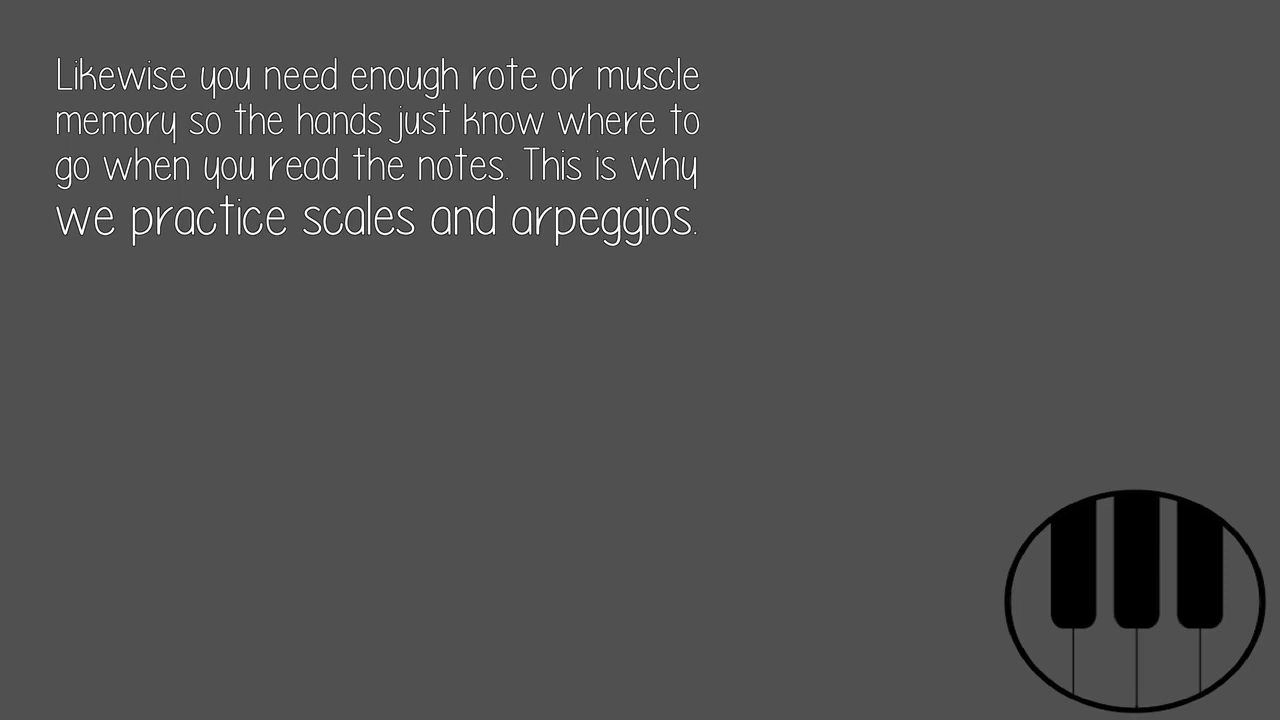 Likewise you need enough rote or muscle
memory so the hands just know where to
go when you read the notes. This is why
we practice scales and arpeggios.